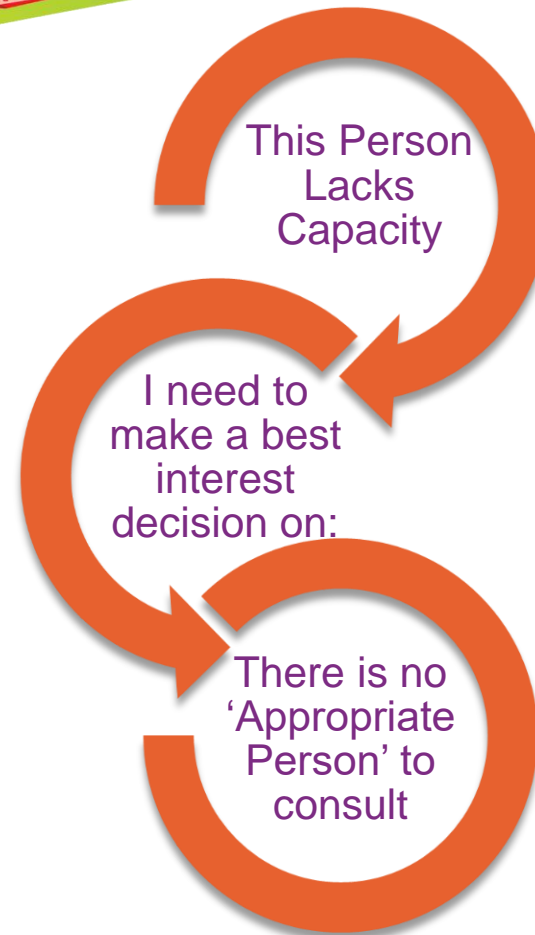 This Person
Lacks
Capacity
I need to
make a best
interest
decision on:
There is no
‘Appropriate
Person’ to
consult